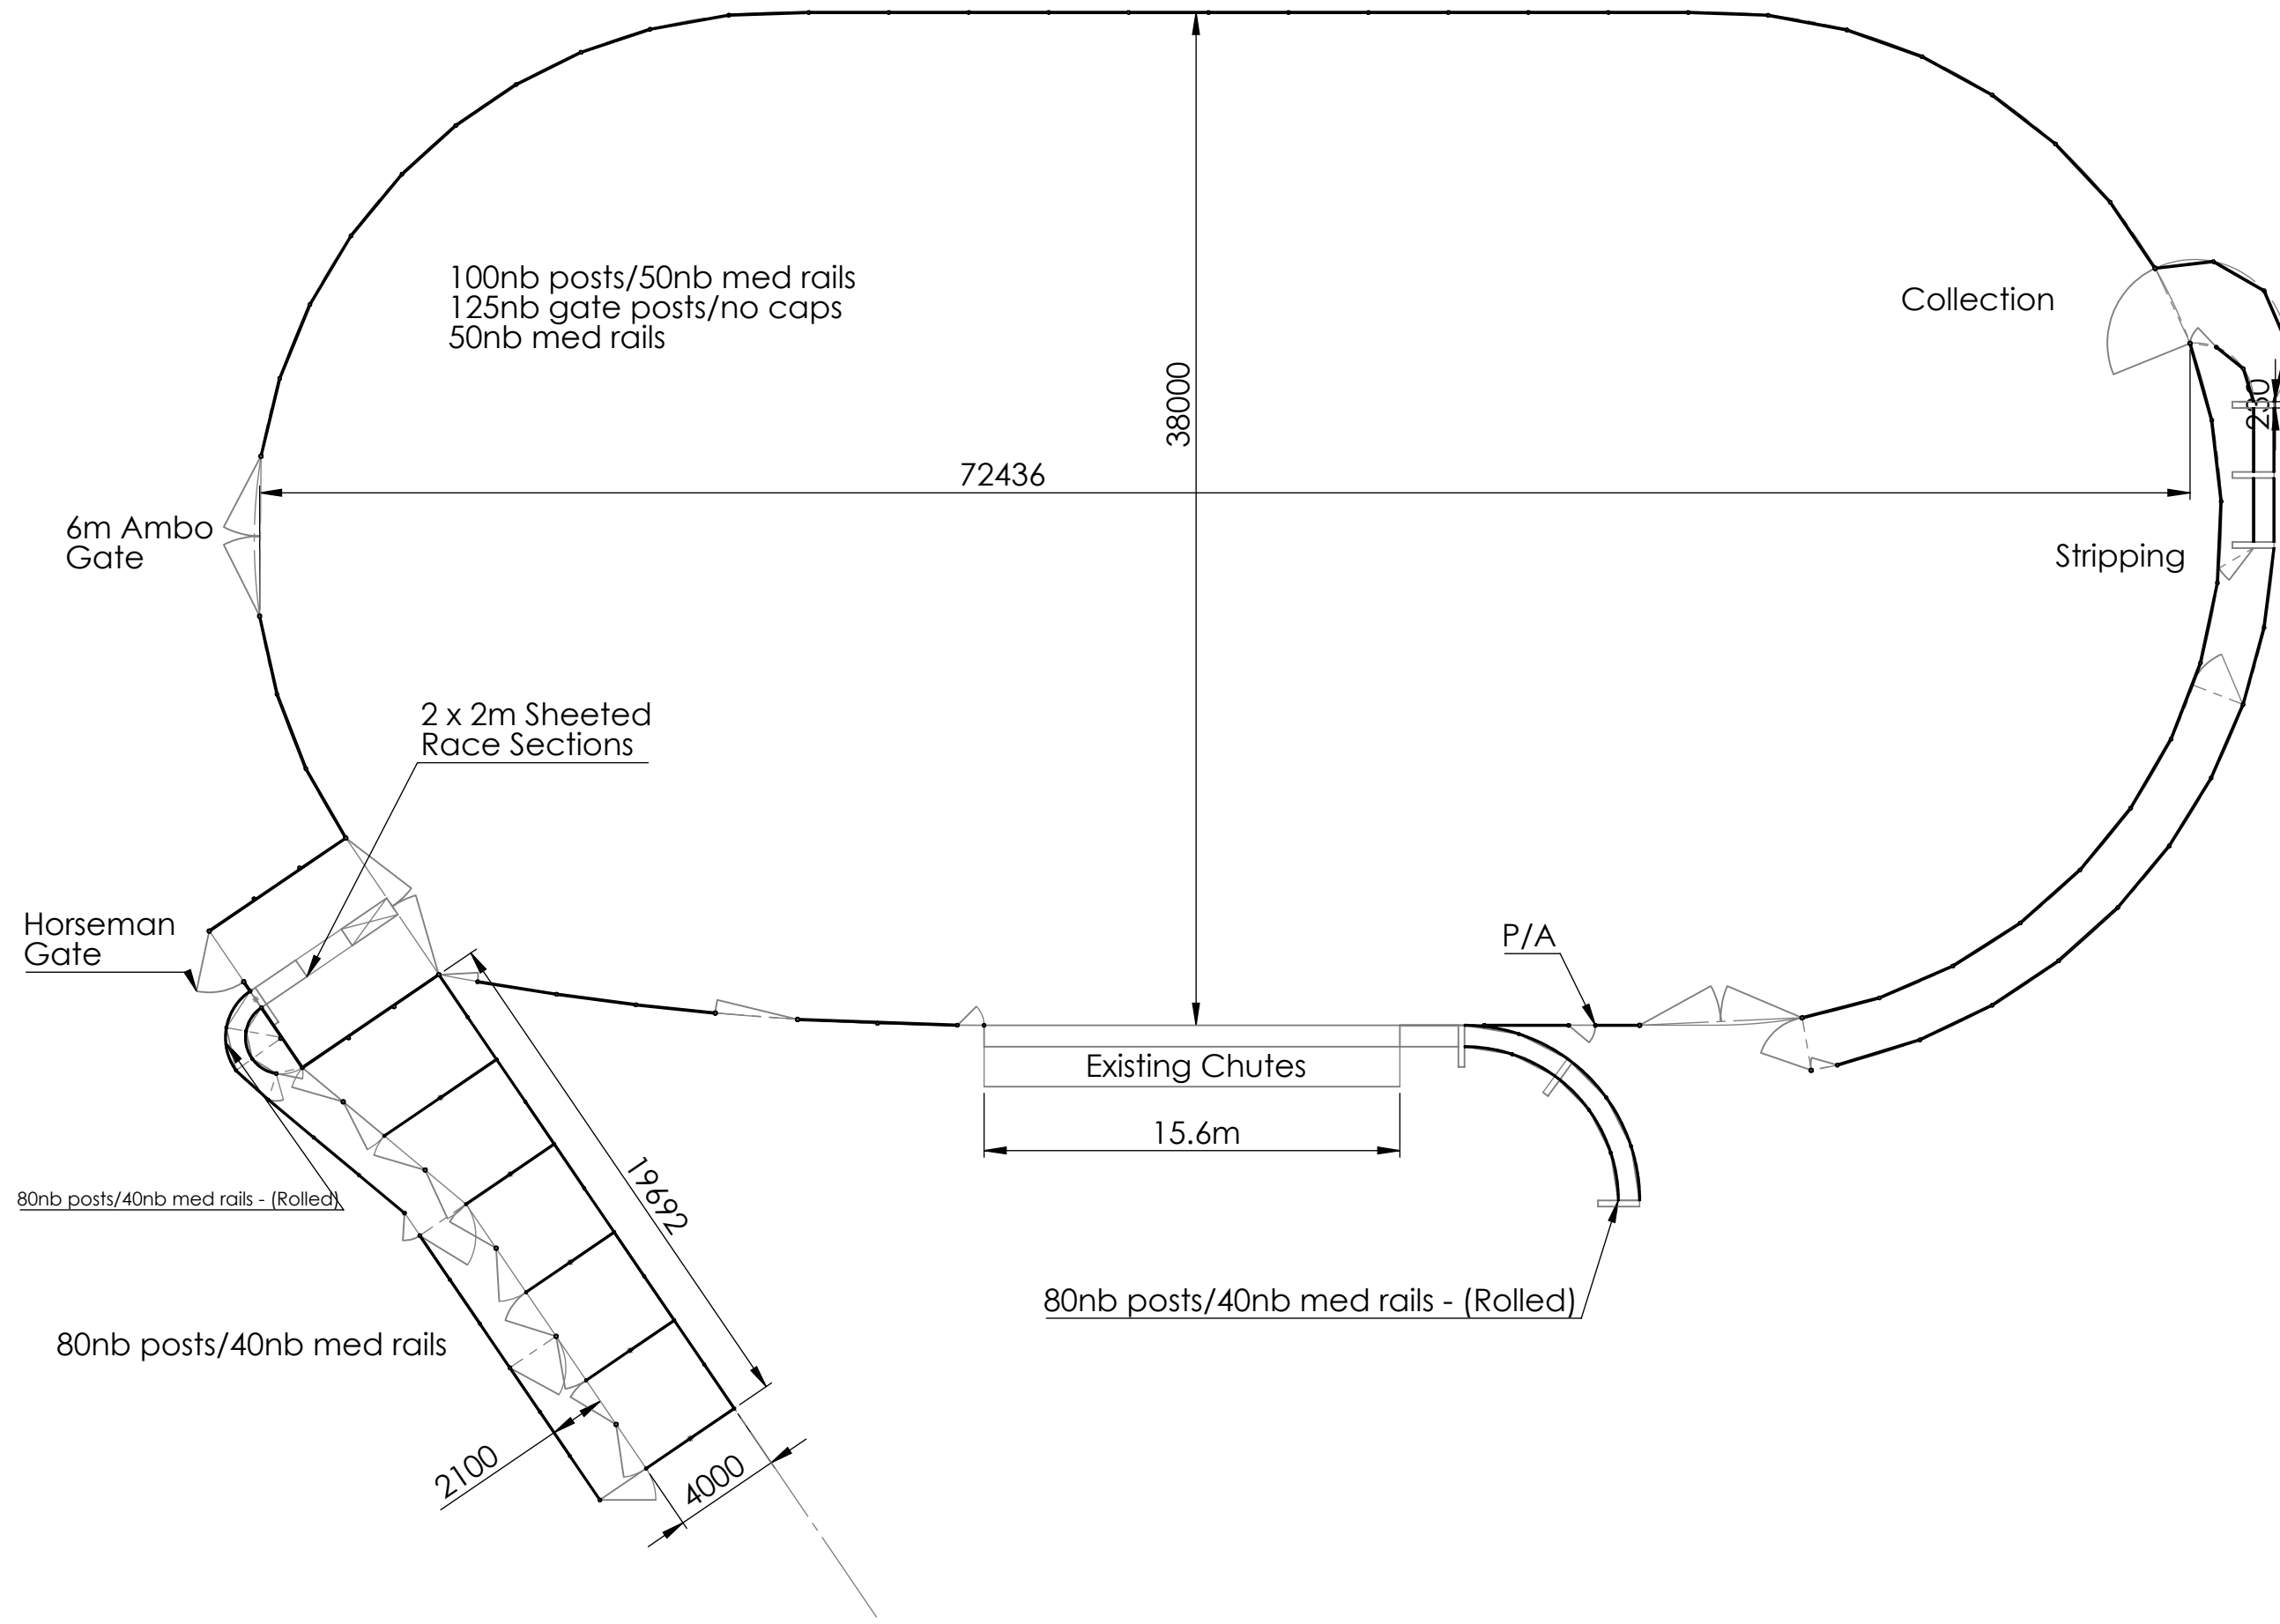 100nb posts/50nb med rails
125nb gate posts/no caps
50nb med rails
Collection
38000
230
72436
6m Ambo
Gate
Stripping
2 x 2m Sheeted
Race Sections
Horseman
Gate
P/A
Existing Chutes
15.6m
19692
80nb posts/40nb med rails - (Rolled)
80nb posts/40nb med rails - (Rolled)
80nb posts/40nb med rails
2100
4000